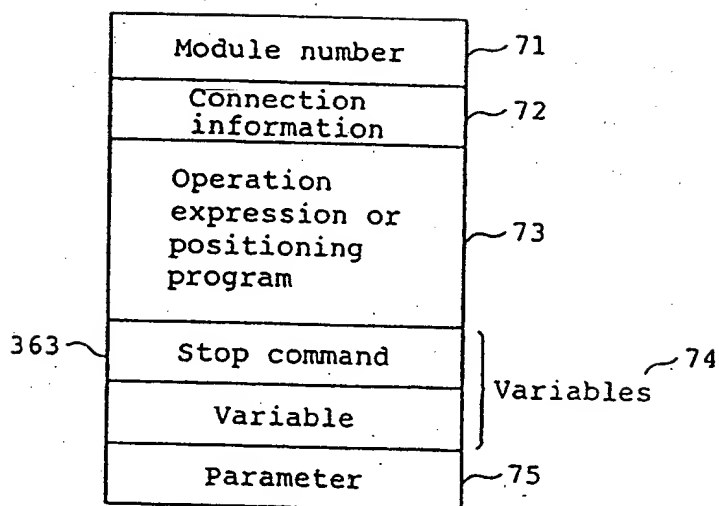 Module number
71
Connection
information
72
Operation
expression or
positioning
program
73
363
Stop command
Variable
Variables
74
Parameter
75